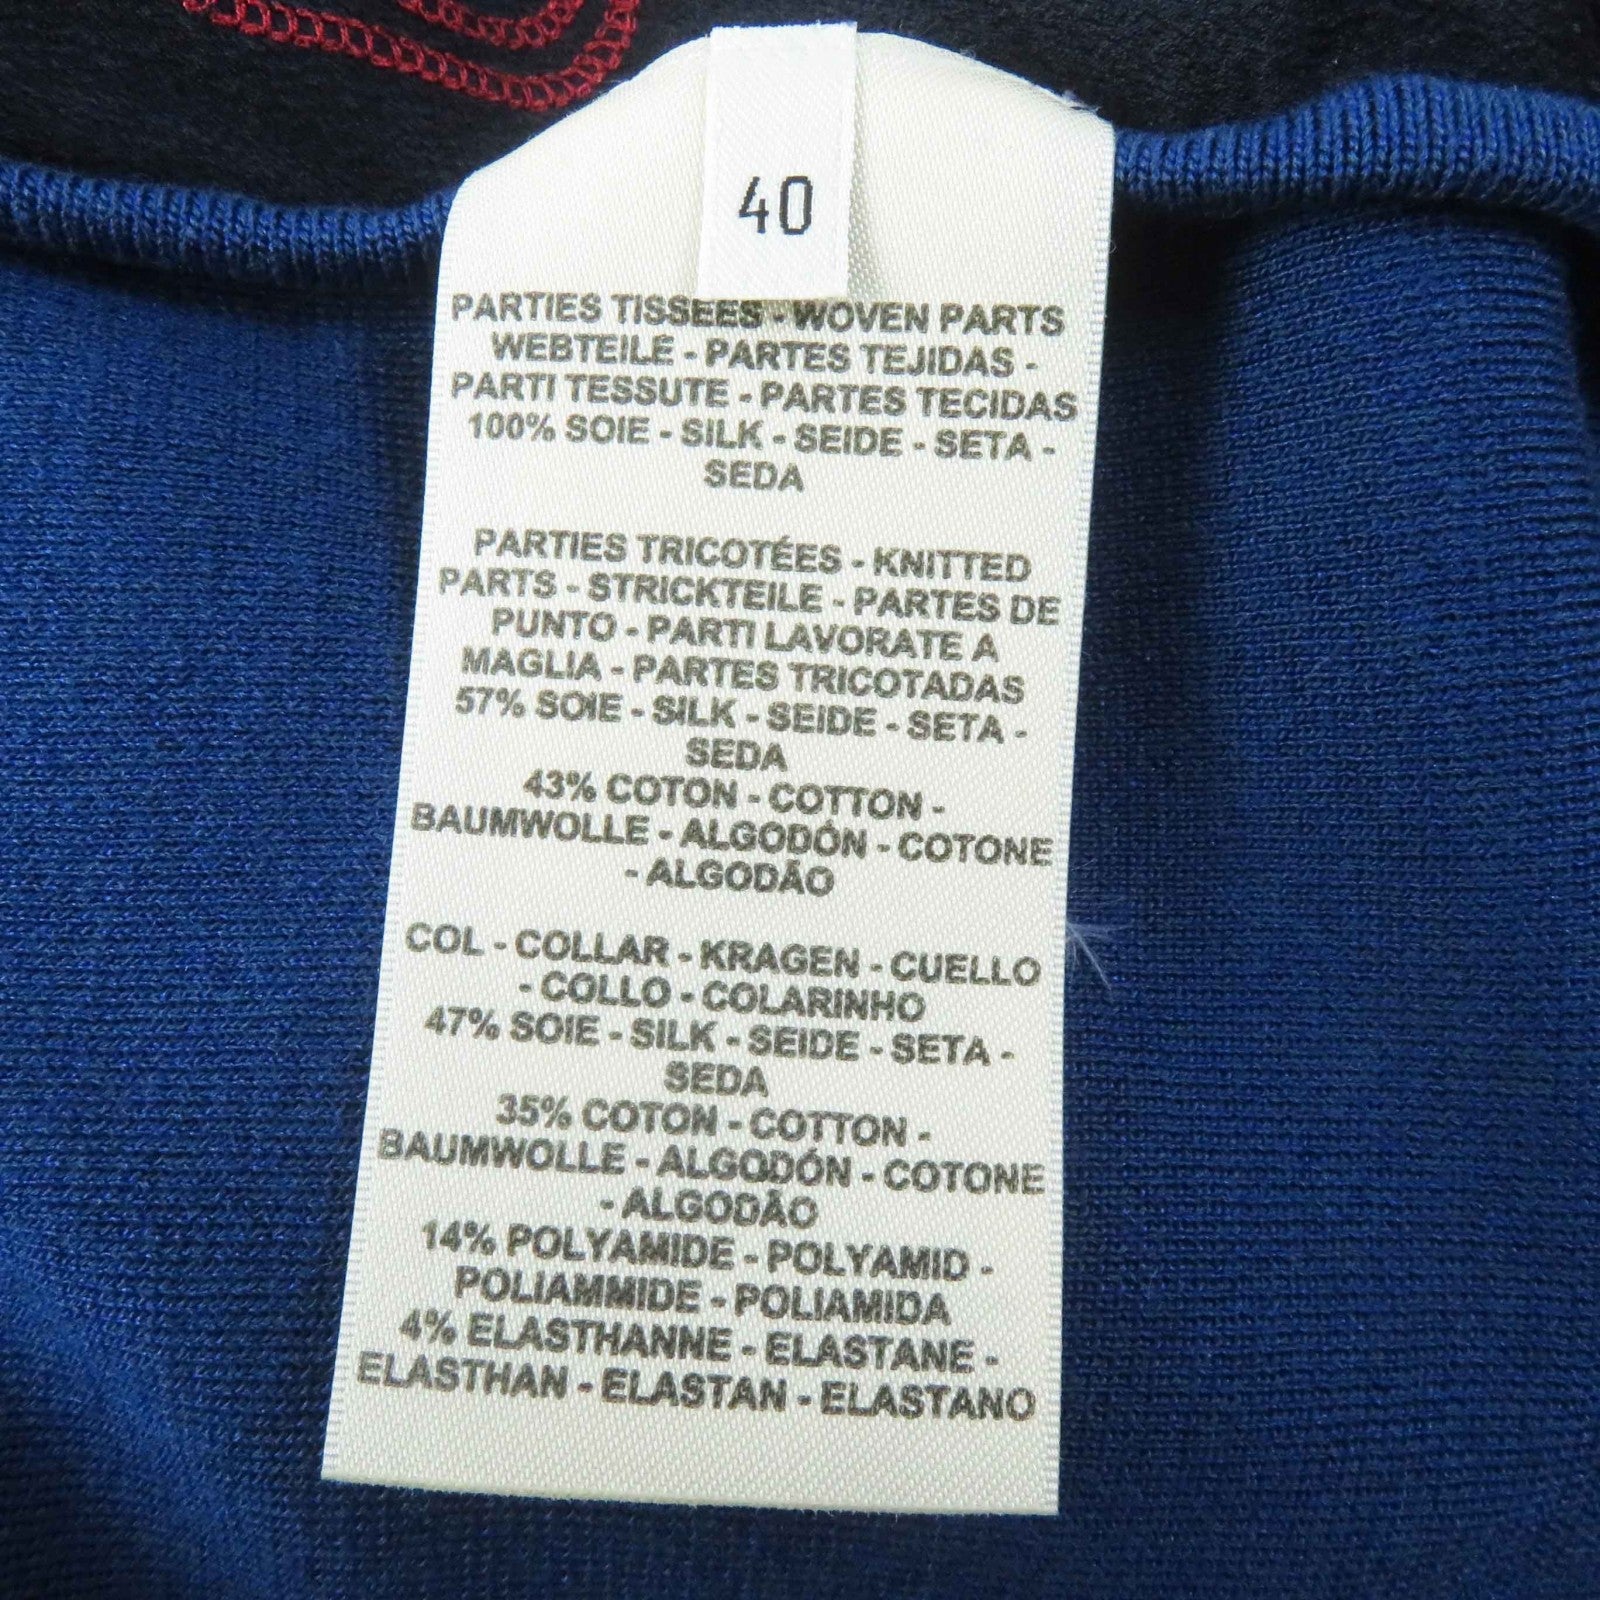 40
PARTIES TISSÉES - WOVEN PARTS
WEBTEILE - PARTES TEJIDAS -
PARTI TESSUTE - PARTES TECIDAS
100% SOIE - SILK - SEIDE - SETA -
SEDA
PARTIES TRICOTÉES - KNITTED
PARTS - STRICKTEILE - PARTES DE
PUNTO - PARTI LAVORATE A
MAGLIA - PARTES TRICOTADAS
57% SOIE - SILK - SEIDE - SETA -
SEDA
43% COTON - COTTON -
BAUMWOLLE - ALGODÓN - COTONE
- ALGODÃO
COL - COLLAR - KRAGEN - CUELLO
- COLLO - COLARINHO
47% SOIE - SILK - SEIDE - SETA -
SEDA
35% COTON - COTTON -
BAUMWOLLE - ALGODÓN - COTONE
- ALGODÃO
14% POLYAMIDE - POLYAMID -
POLIAMMIDE - POLIAMIDA
4% ELASTHANNE - ELASTANE -
ELASTHAN - ELASTAN - ELASTANO